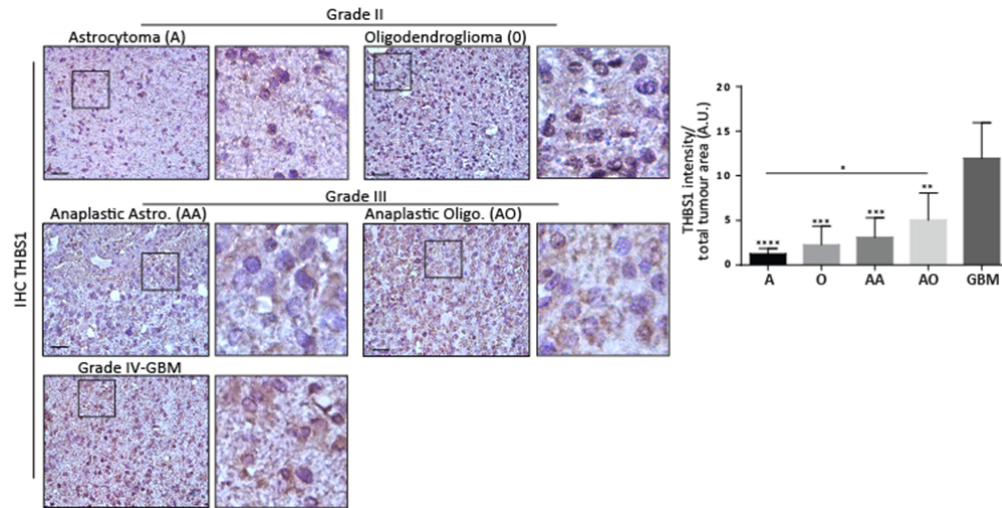 Grade II
Astrocytoma (A)
Oligodendroglioma (0)
Grade III
Anaplastic Astro. (AA)
Anaplastic Oligo. (AO)
Grade IV-GBM
IHC THBS1
THBS1 intensity/
total tumour area (A.U.)
20
15
10
5
0
*
****
***
***
**
A
O
AA
AO
GBM